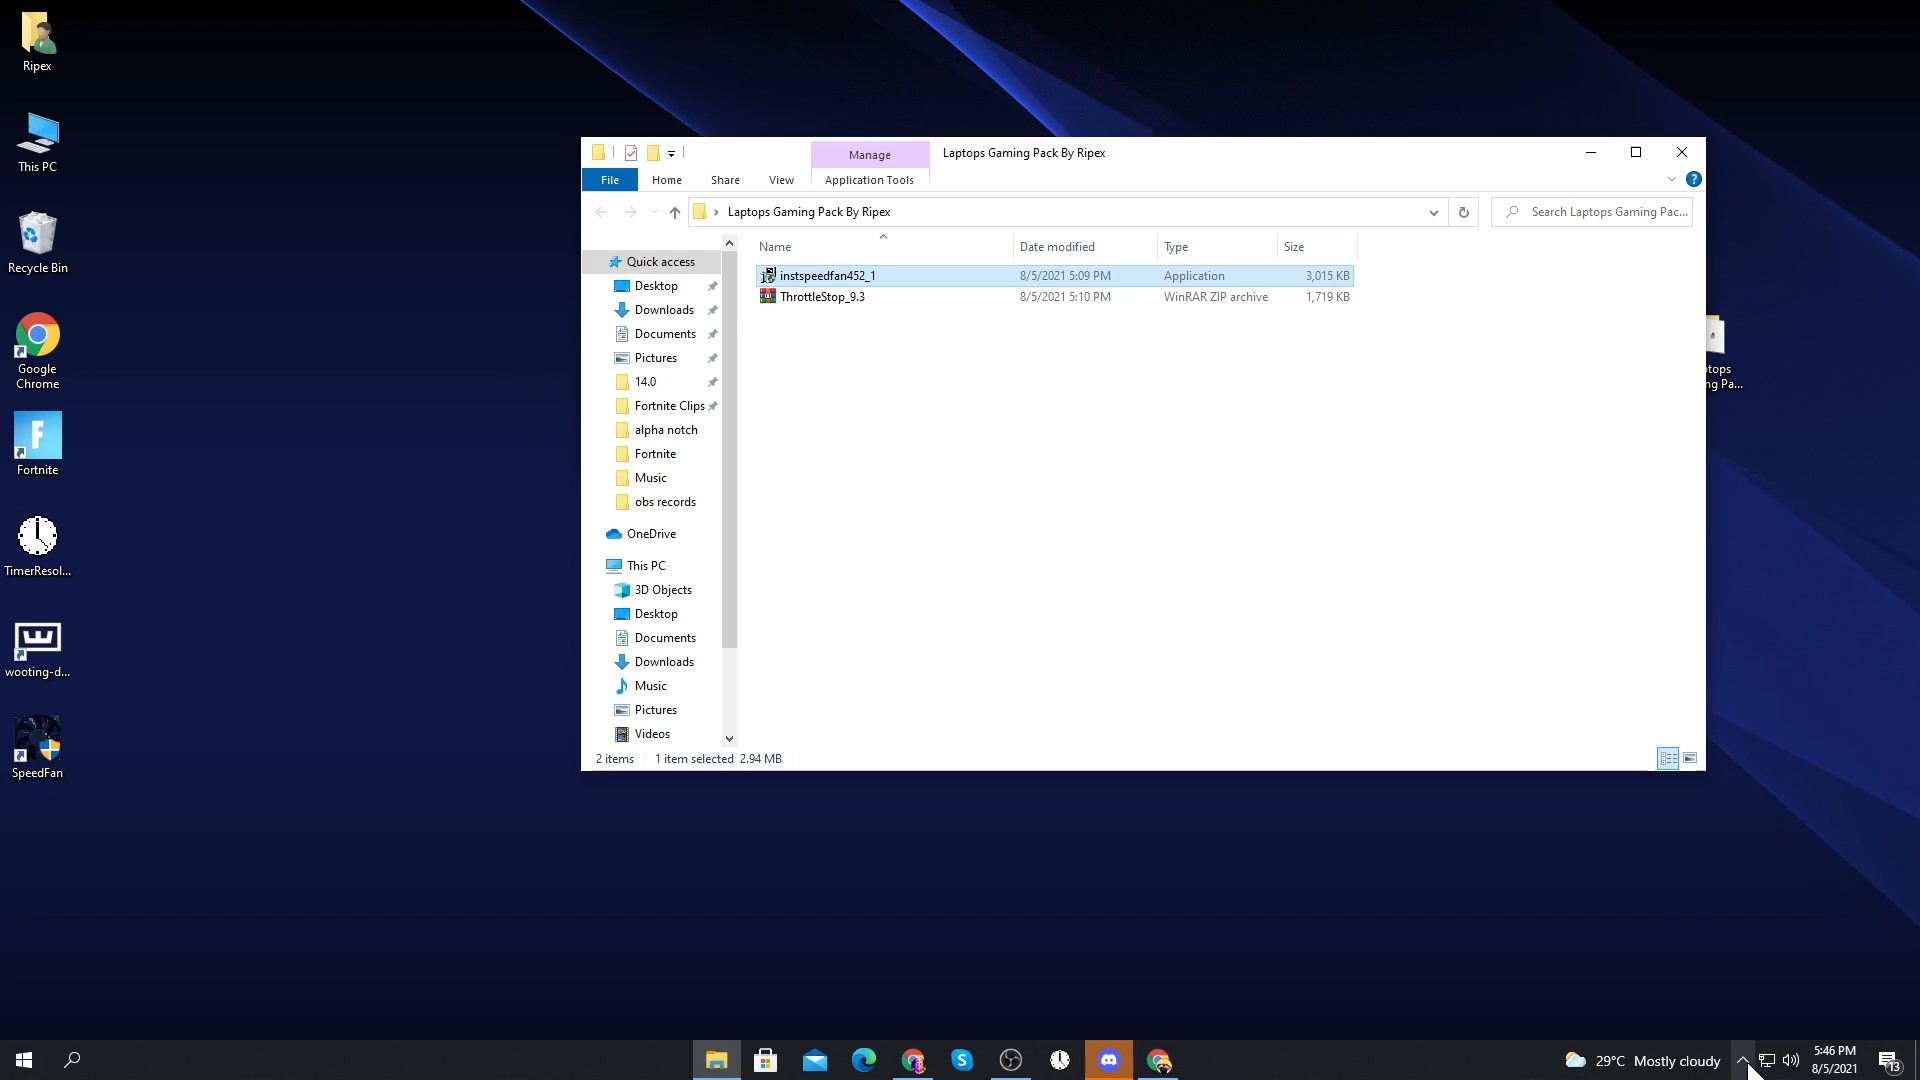 Ripex
This PC
Recycle Bin
Google
Chrome
Fortnite
TimerResol...
wooting-d...
SpeedFan
Manage
Laptops Gaming Pack By Ripex
File
Home
Share
View
Application Tools
Laptops Gaming Pack By Ripex
Search Laptops Gaming Pac...
Name
Date modified
Type
Size
instspeedfan452_1
8/5/2021 5:09 PM
Application
3,015 KB
ThrottleStop_9.3
8/5/2021 5:10 PM
WinRAR ZIP archive
1,719 KB
Quick access
Desktop
Downloads
Documents
Pictures
14.0
Fortnite Clips
alpha notch
Fortnite
Music
obs records
OneDrive
This PC
3D Objects
Desktop
Documents
Downloads
Music
Pictures
Videos
2 items
1 item selected 2.94 MB
ptops
ng Pa...
29°C Mostly cloudy
5:46 PM
8/5/2021
13